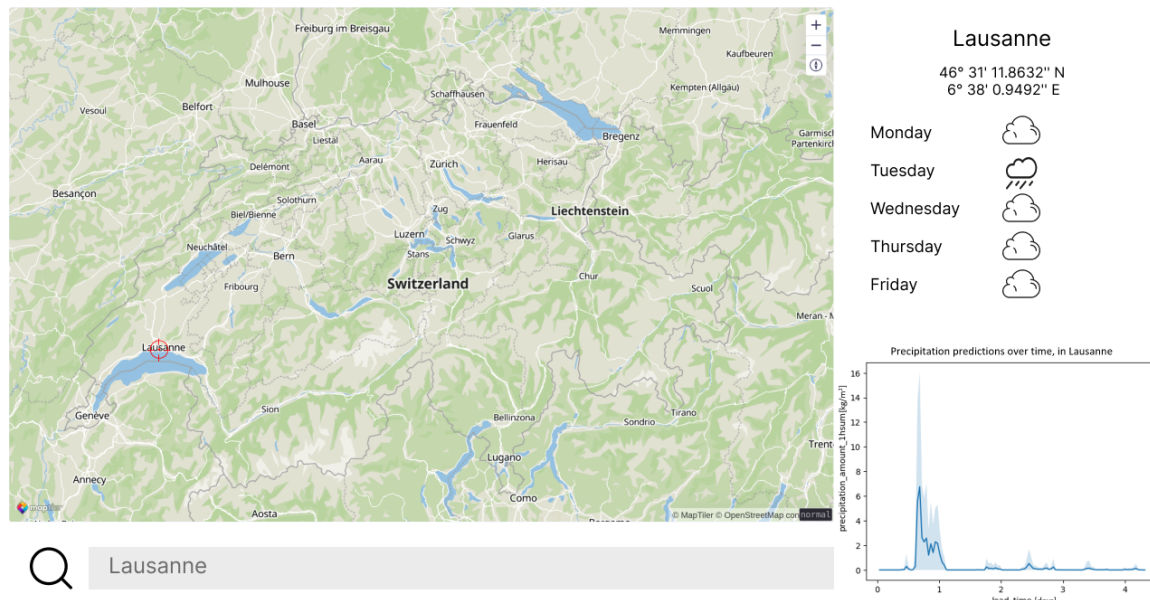 Freiburg im Breisgau
Memmingen
Kaufbeuren
Mulhouse
Schaffhausen
Kempten (Allgäu)
Vesoul
Belfort
Basel
Frauenfeld
Bregenz
Liestal
Garmisch
Partenkirch
Delémont
Aarau
Zürich
Herisau
Besançon
Solothurn
Biel/Bienne
Zug
Liechtenstein
Neuchâtel
Luzern
Schwyz
Glarus
Bern
Stans
Chur
Fribourg
Switzerland
Scuol
Meran - M
Lausanne
Genève
Sion
Bellinzona
Sondrio
Tirano
Trent
Lugano
Annecy
Como
Aosta
maptiler
© MapTiler © OpenStreetMap con
normal
Lausanne
Lausanne
46° 31' 11.8632'' N
6° 38' 0.9492'' E
Monday
Tuesday
Wednesday
Thursday
Friday
Precipitation predictions over time, in Lausanne
precipitation_amount_1hsum[kg/m²]
16
14
12
10
8
6
4
2
0
0 1 2 3 4
lead_time [days]